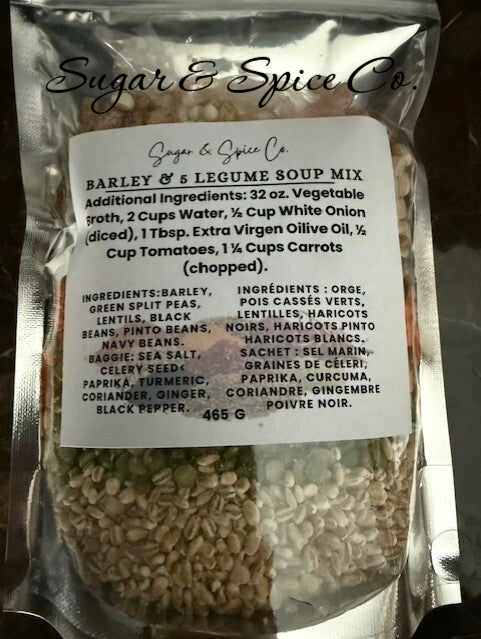 Sugar & Spice Co.
Sugar & Spice Co.
BARLEY & 5 LEGUME SOUP MIX
Additional Ingredients: 32 oz. Vegetable
Broth, 2 Cups Water, ½ Cup White Onion
(diced), 1 Tbsp. Extra Virgen Oilive Oil, ½
Cup Tomatoes, 1 ¼ Cups Carrots
(chopped).
INGREDIENTS:BARLEY,
GREEN SPLIT PEAS,
LENTILS, BLACK
BEANS, PINTO BEANS,
NAVY BEANS.
BAGGIE: SEA SALT,
CELERY SEED<
PAPRIKA, TURMERIC,
CORIANDER, GINGER,
BLACK PEPPER.
INGRÉDIENTS : ORGE,
POIS CASSÉS VERTS,
LENTILLES, HARICOTS
NOIRS, HARICOTS PINTO
HARICOTS BLANCS.
SACHET : SEL MARIN,
GRAINES DE CÉLERI,
PAPRIKA, CURCUMA,
CORIANDRE, GINGEMBRE
POIVRE NOIR.
465 G